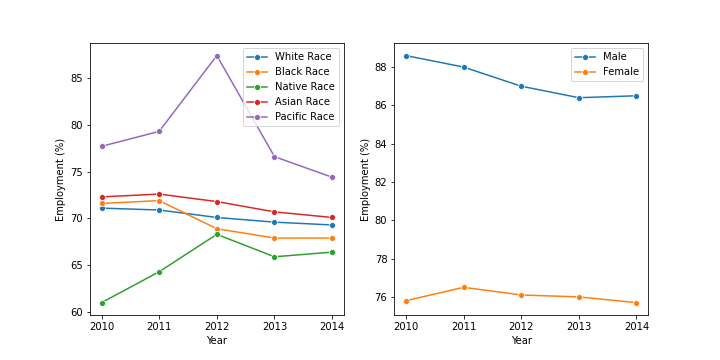 White Race
Black Race
Native Race
Asian Race
Pacific Race
Employment (%)
85
80
75
70
65
60
2010 2011 2012 2013 2014
Year
Male
Female
Employment (%)
88
86
84
82
80
78
76
2010 2011 2012 2013 2014
Year